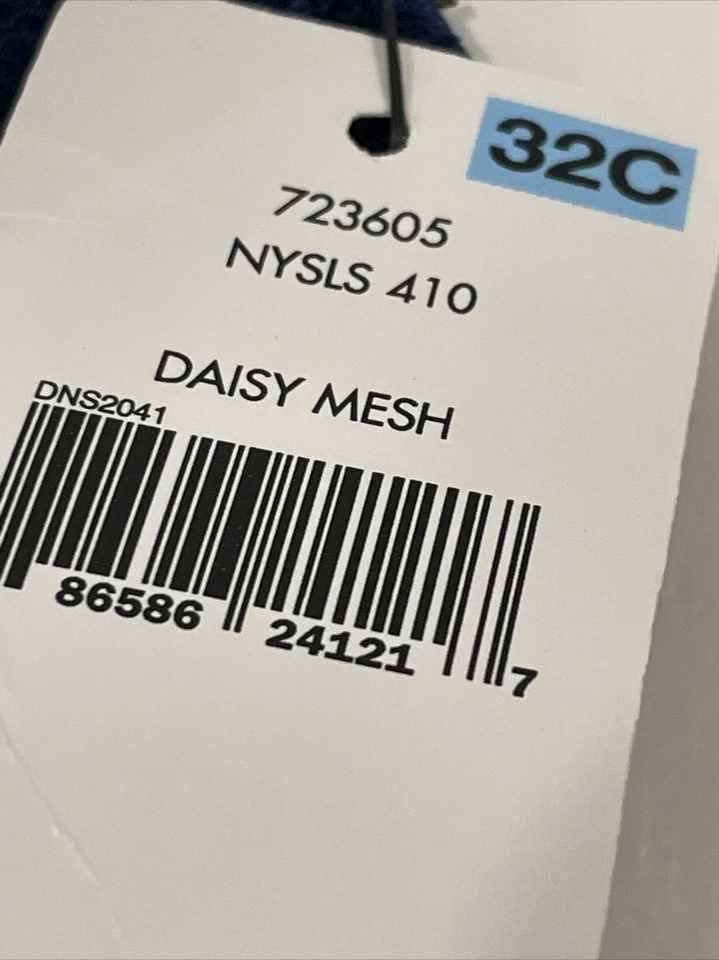 32C
723605
NYSLS 410
DAISY MESH
DNS2041
86586 24121 7